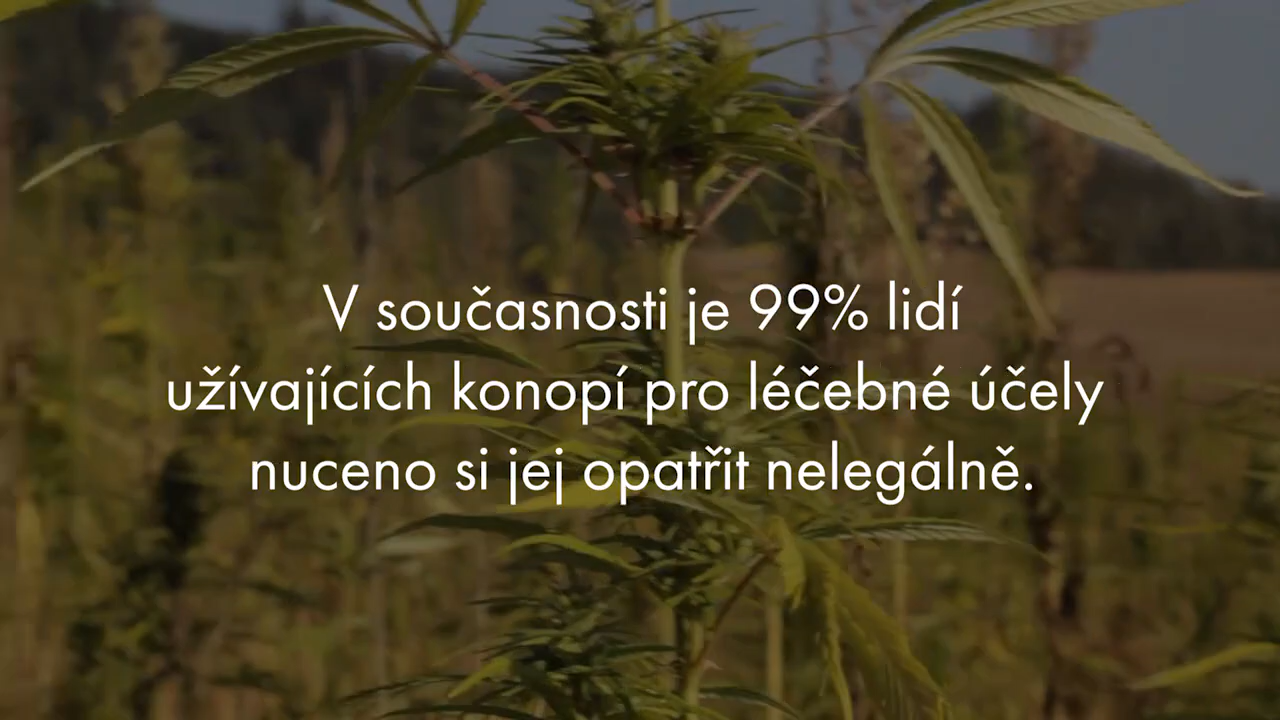 V současnosti je 99% lidí
užívajících konopí pro léčebné účely
nuceno si jej opatřit nelegálně.